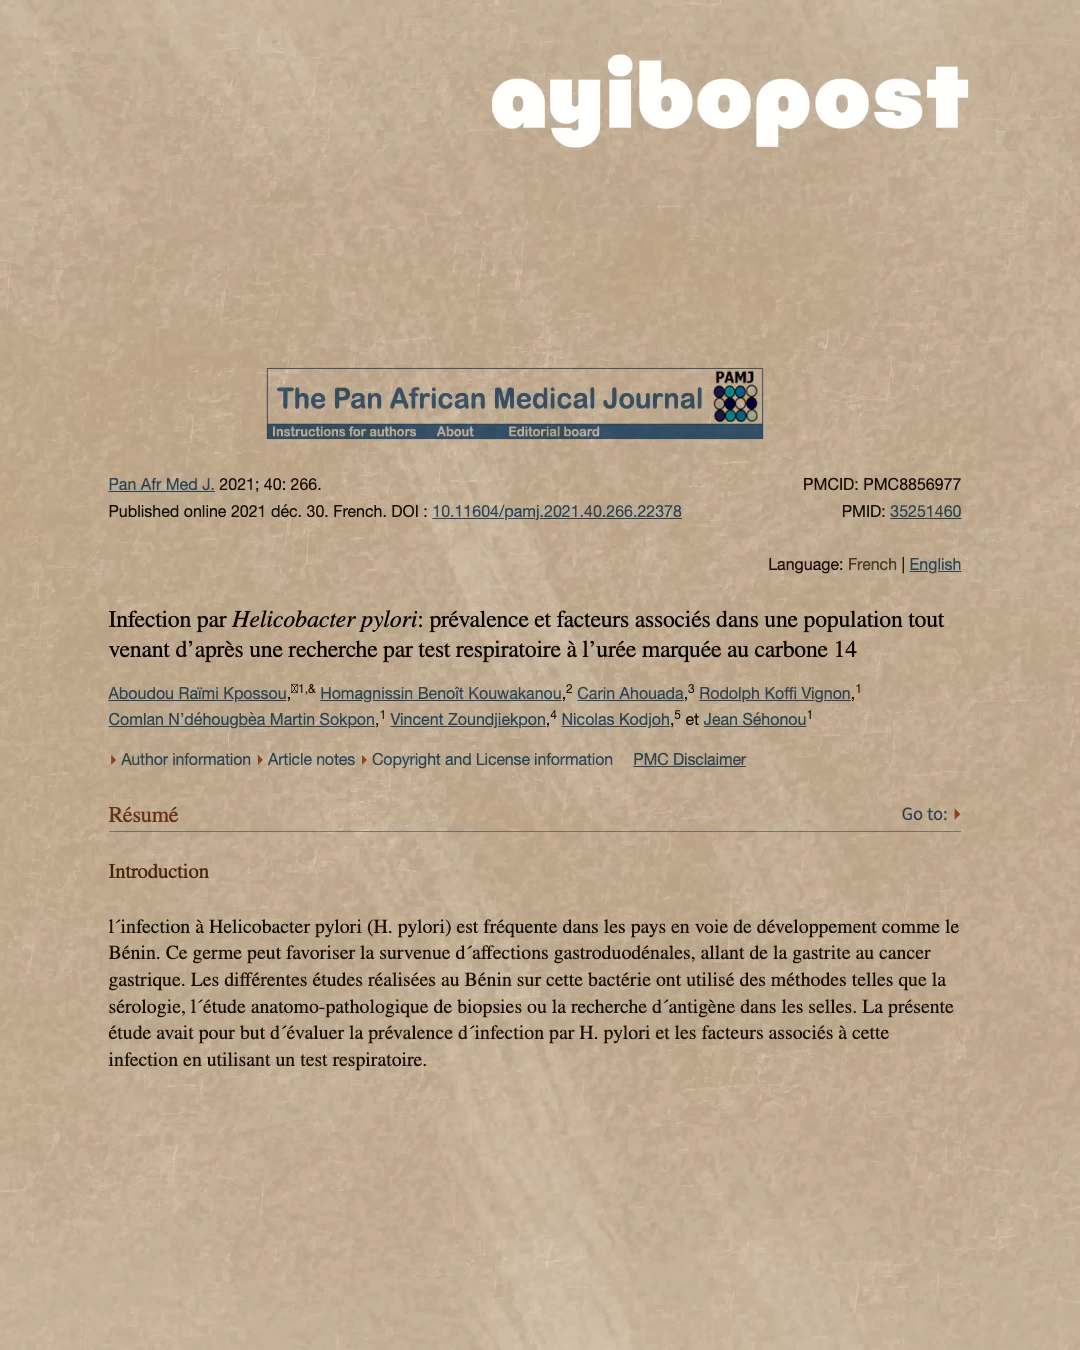 ayibopost
The Pan African Medical Journal
PAMJ
Instructions for authors About Editorial board
Pan Afr Med J. 2021; 40: 266.
PMCID: PMC8856977
Published online 2021 déc. 30. French. DOI : 10.11604/pamj.2021.40.266.22378
PMID: 35251460
Language: French | English
Infection par Helicobacter pylori: prévalence et facteurs associés dans une population tout
venant d’après une recherche par test respiratoire à l’urée marquée au carbone 14
Aboudou Raïmi Kpossou,1,& Homagnissin Benoît Kouwakanou,2 Carin Ahouada,3 Rodolph Koffi Vignon,1
Comlan N’déhougbèa Martin Sokpon,1 Vincent Zoundjiekpon,4 Nicolas Kodjoh,5 et Jean Séhonou1
Author information Article notes Copyright and License information PMC Disclaimer
Résumé
Go to:
Introduction
l´infection à Helicobacter pylori (H. pylori) est fréquente dans les pays en voie de développement comme le
Bénin. Ce germe peut favoriser la survenue d´affections gastroduodénales, allant de la gastrite au cancer
gastrique. Les différentes études réalisées au Bénin sur cette bactérie ont utilisé des méthodes telles que la
sérologie, l´étude anatomo-pathologique de biopsies ou la recherche d´antigène dans les selles. La présente
étude avait pour but d´évaluer la prévalence d´infection par H. pylori et les facteurs associés à cette
infection en utilisant un test respiratoire.